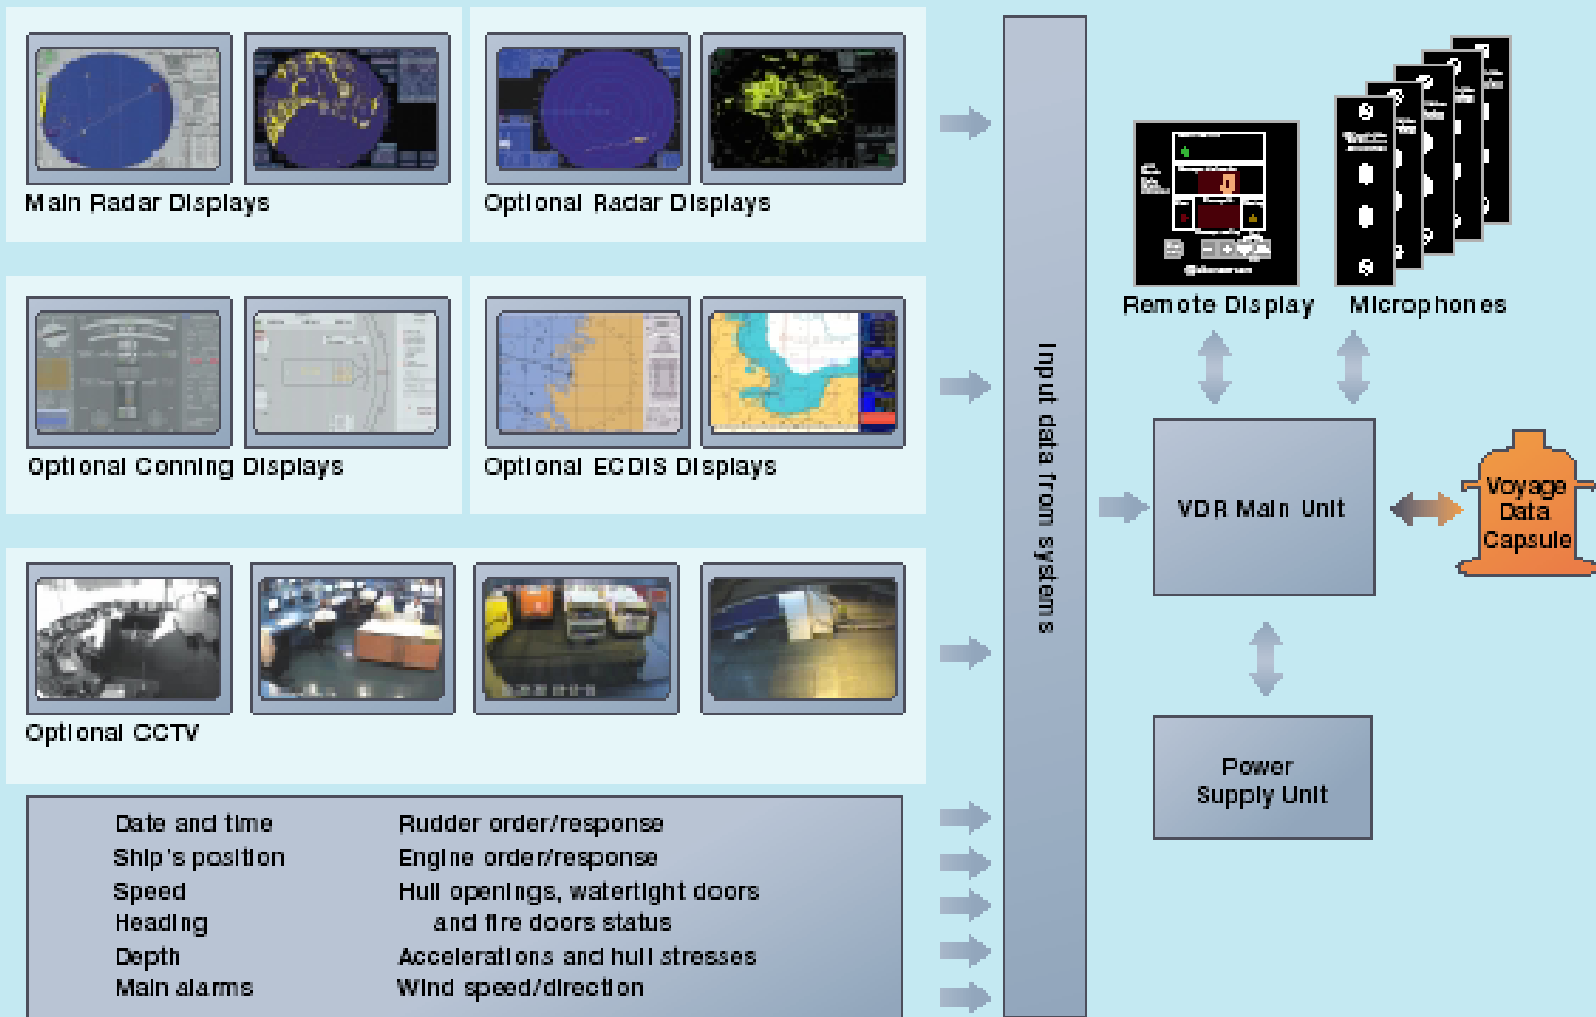 Main Radar Displays
Optional Radar Displays
Optional Conning Displays
Optional ECDIS Displays
Optional CCTV
Date and time
Ship's position
Speed
Heading
Depth
Main alarms
Rudder order/response
Engine order/response
Hull openings, watertight doors
and fire doors status
Accelerations and hull stresses
Wind speed/direction
Input data from systems
Remote Display
Microphones
VDR Main Unit
Voyage
Data
Capsule
Power
Supply Unit